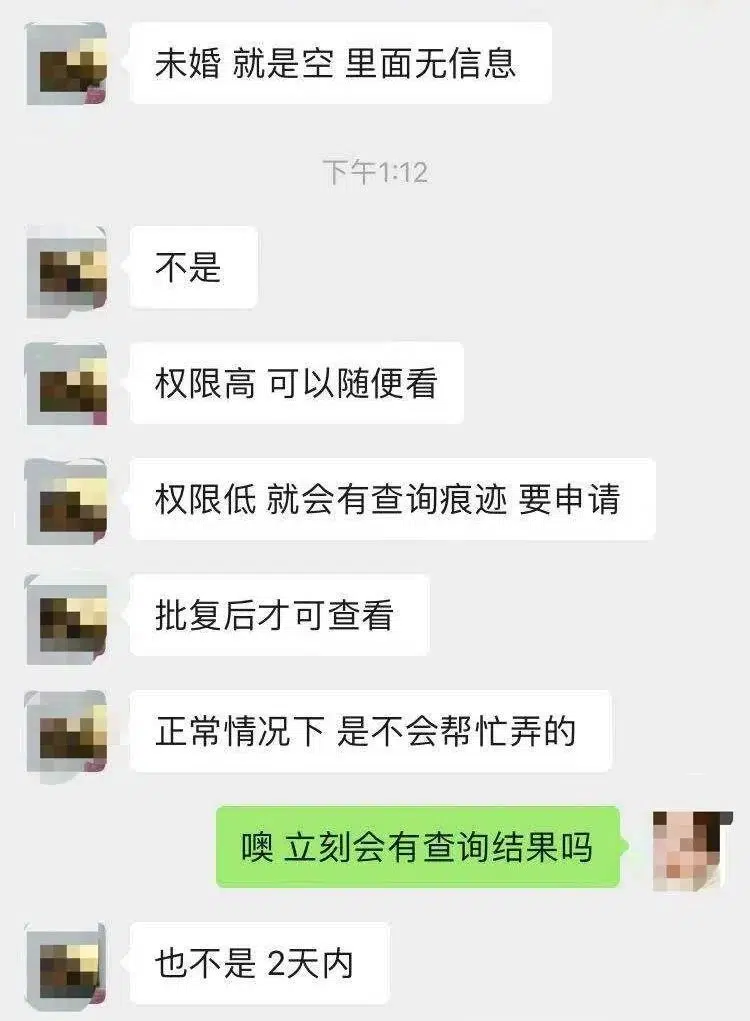 未婚 就是空 里面无信息
下午1:12
不是
权限高 可以随便看
权限低 就会有查询痕迹 要申请
批复后才可查看
正常情况下 是不会帮忙弄的
噢 立刻会有查询结果吗
也不是 2天内